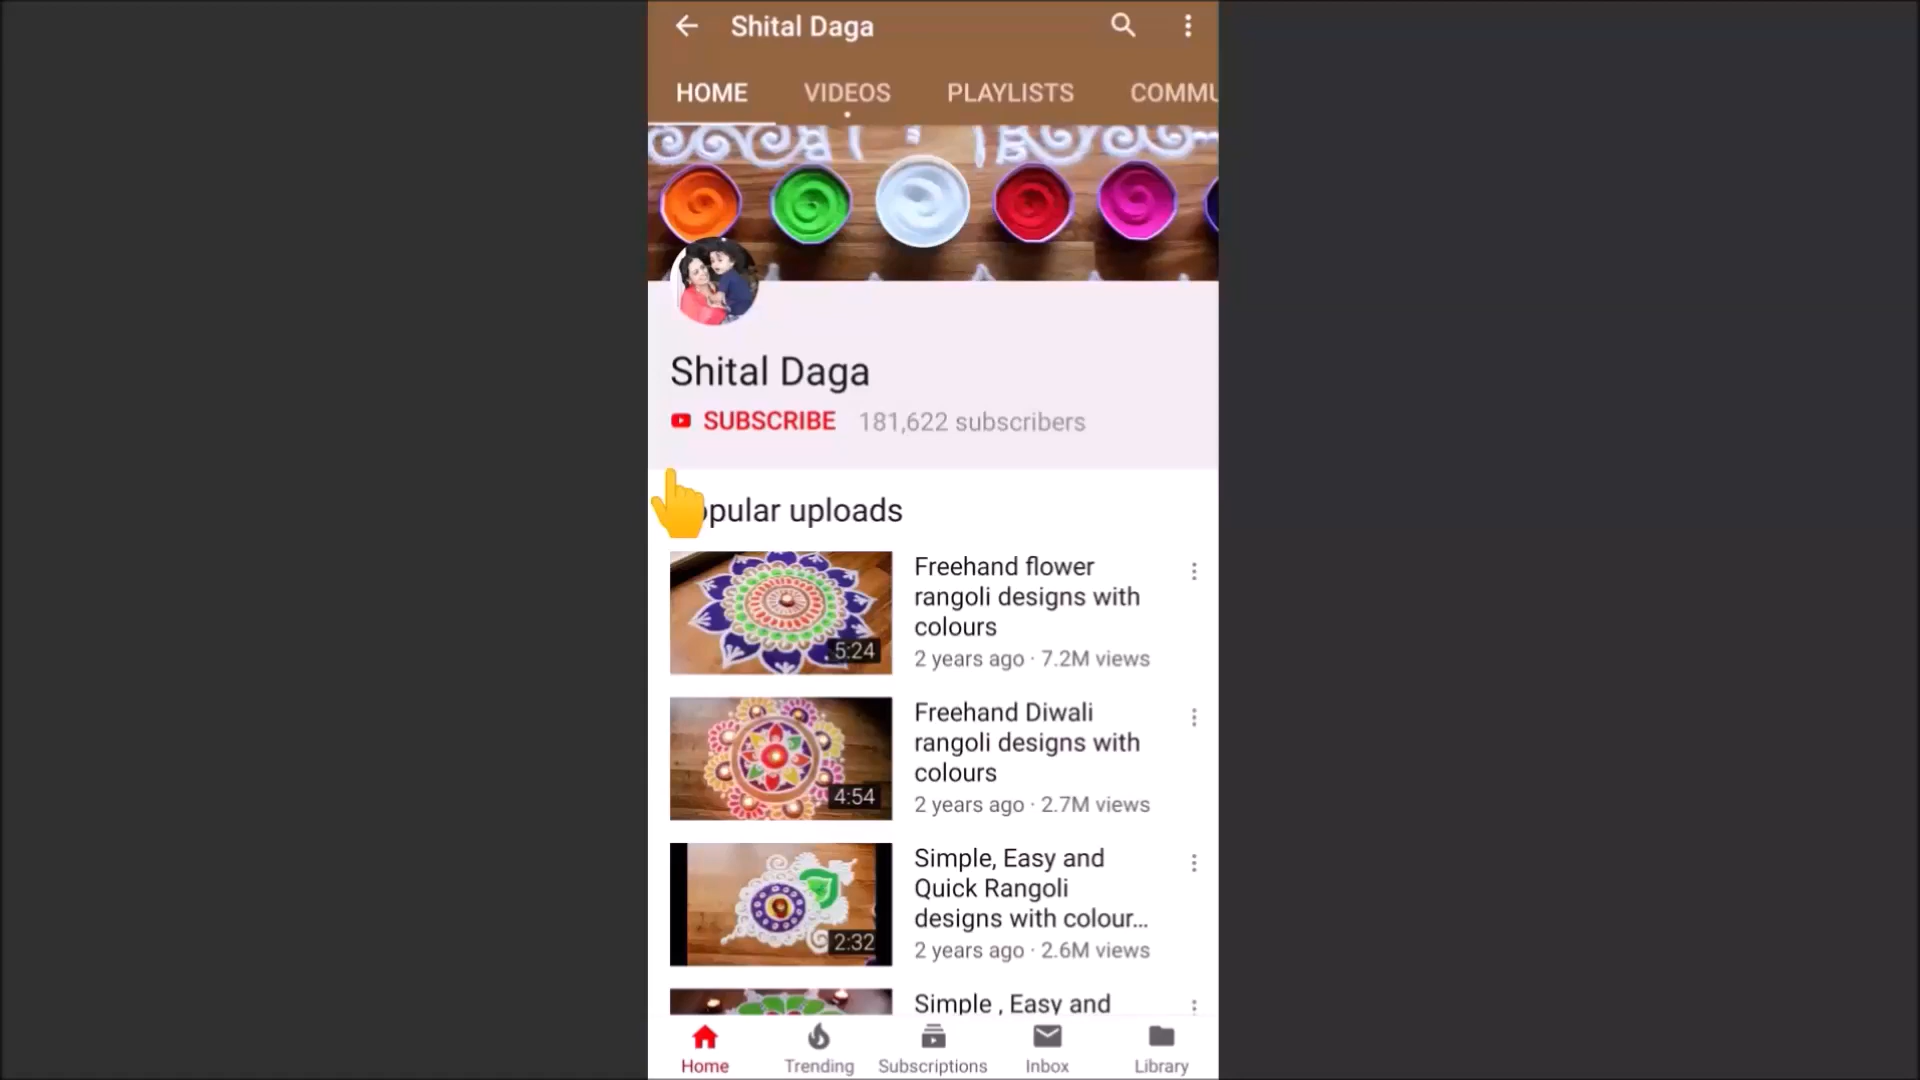 Shital Daga
HOME VIDEOS PLAYLISTS COMMU
Shital Daga
SUBSCRIBE 181,622 subscribers
opular uploads
Freehand flower
rangoli designs with
colours
5:24
2 years ago · 7.2M views
Freehand Diwali
rangoli designs with
colours
4:54
2 years ago · 2.7M views
Simple, Easy and
Quick Rangoli
designs with colour...
2:32
2 years ago · 2.6M views
Simple , Easy and
Home Trending Subscriptions Inbox Library